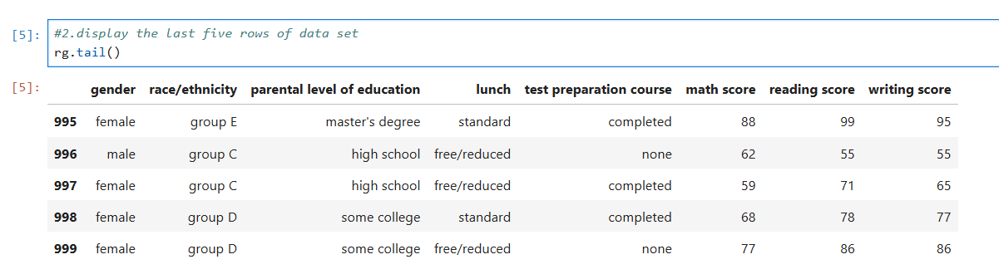 [5]: #2.display the last five rows of data set
rg.tail()
[5]: gender race/ethnicity parental level of education lunch test preparation course math score reading score writing score
995 female group E master's degree standard completed 88 99 95
996 male group C high school free/reduced none 62 55 55
997 female group C high school free/reduced completed 59 71 65
998 female group D some college standard completed 68 78 77
999 female group D some college free/reduced none 77 86 86